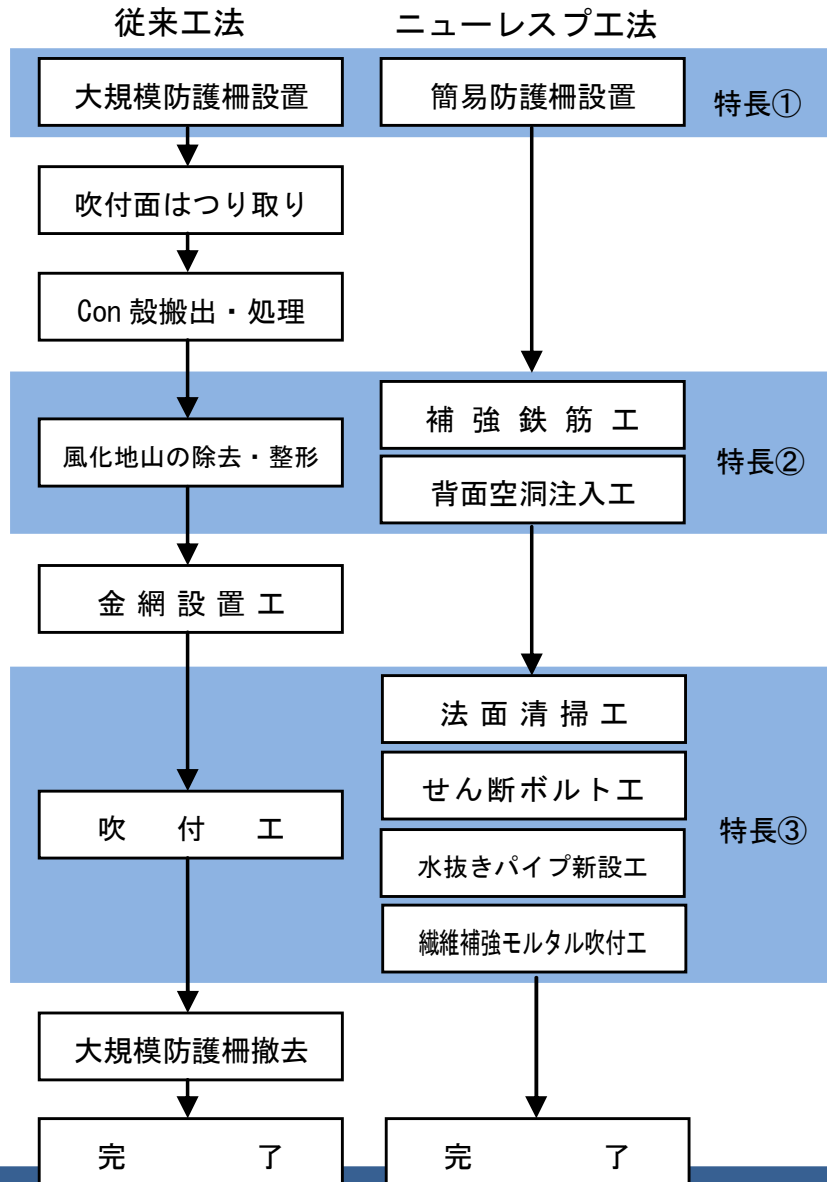 従来工法
ニューレスプ工法
大規模防護柵設置
簡易防護柵設置
特長①
吹付面はつり取り
Con殻搬出・処理
風化地山の除去・整形
補強鉄筋工
背面空洞注入工
特長②
金網設置工
吹付工
法面清掃工
せん断ボルト工
水抜きパイプ新設工
繊維補強モルタル吹付工
特長③
大規模防護柵撤去
完了
完了